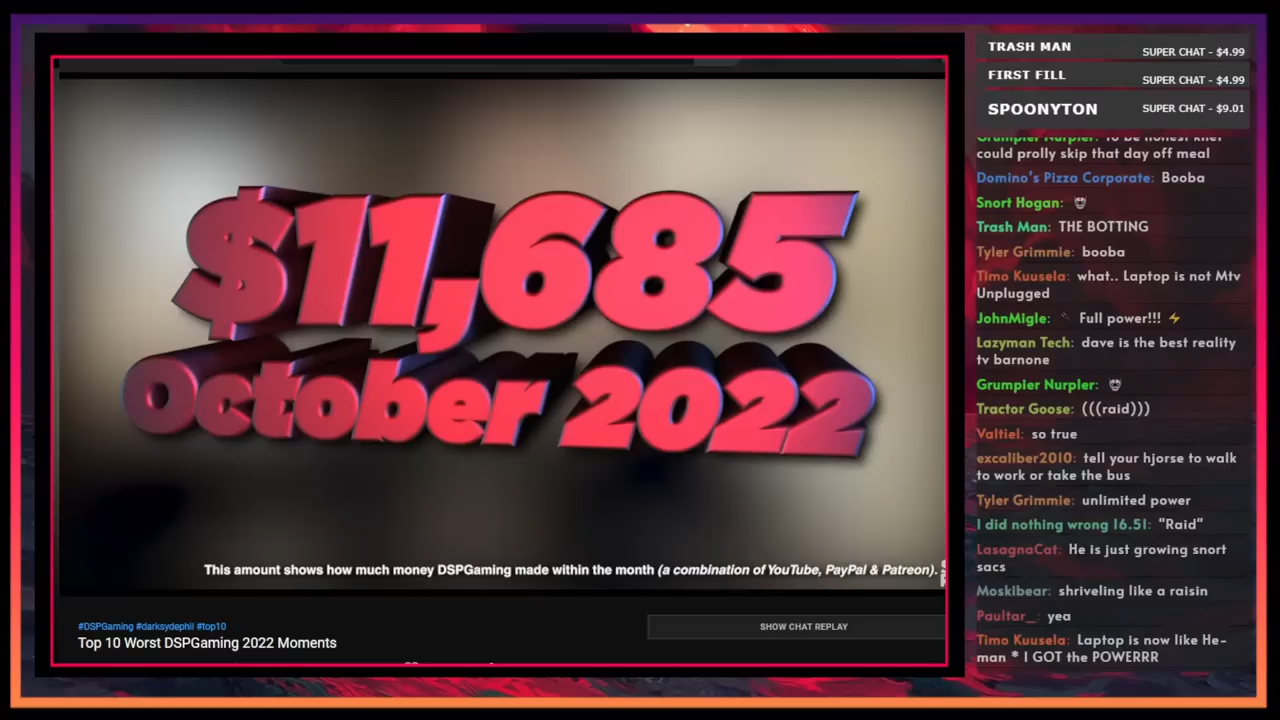 $11,685
October 2022
This amount shows how much money DSPGaming made within the month (a combination of YouTube, PayPal & Patreon).
#DSPGaming #darksydephil #top10
Top 10 Worst DSPGaming 2022 Moments
SHOW CHAT REPLAY
TRASH MAN SUPER CHAT - $4.99
FIRST FILL SUPER CHAT - $4.99
SPOONYTON SUPER CHAT - $9.01
could prolly skip that day off meal
Domino's Pizza Corporate: Booba
Snort Hogan:
Trash Man: THE BOTTING
Tyler Grimmie: booba
Timo Kuusela: what.. Laptop is not Mtv
Unplugged
JohnMigle: Full power!!!
Lazyman Tech: dave is the best reality
tv barnone
Grumpier Nurpler:
Tractor Goose: (((raid)))
Valtiel: so true
excaliber2010: tell your hjorse to walk
to work or take the bus
Tyler Grimmie: unlimited power
I did nothing wrong 16.51: "Raid"
LasagnaCat: He is just growing snort
sacs
Moskibear: shriveling like a raisin
Paultar_: yea
Timo Kuusela: Laptop is now like He-
man * I GOT the POWERRR